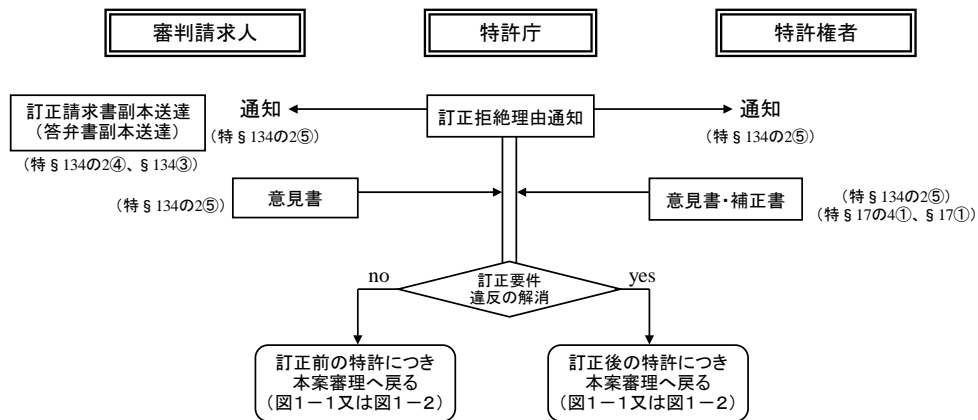 審判請求人
特許庁
特許権者
訂正請求書副本送達
（答弁書副本送達）
(特§134の2④、§134③)
通知
(特§134の2⑤)
訂正拒絶理由通知
通知
(特§134の2⑤)
(特§134の2⑤)
意見書
意見書・補正書
(特§134の2⑤)
(特§17の4①、§17①)
no
訂正要件
違反の解消
yes
訂正前の特許につき
本案審理へ戻る
（図1－1又は図1－2）
訂正後の特許につき
本案審理へ戻る
（図1－1又は図1－2）